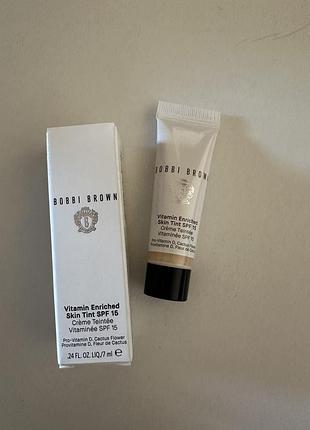 BOBBI BROWN
Vitamin Enriched
Skin Tint SPF 15
Crème Teintée
Vitaminée SPF 15
Pro-Vitamin D, Cactus Flower
Provitamine D, Fleur de Cactus
.24 FL. OZ. LIQ./7 ml e
BOBBI BROWN
Vitamin Enriched
Skin Tint SPF 15
Crème Teintée
Vitaminée SPF 15
Pro-Vitamin D, Cactus Flower
Provitamine D, Fleur de Cactus